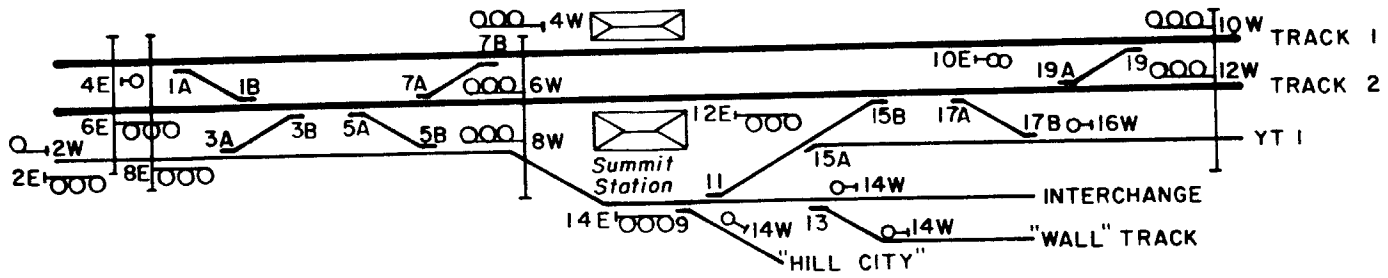 4W
7B
10W
TRACK 1
4E
1A
1B
7A
6W
10E
19A
19
12W
TRACK 2
6E
3A
3B
5A
5B
8W
12E
15B
17A
17B
16W
YT 1
2W
2E
8E
Summit
Station
11
15A
14W
INTERCHANGE
14E
9
14W
13
14W
"WALL" TRACK
"HILL CITY"